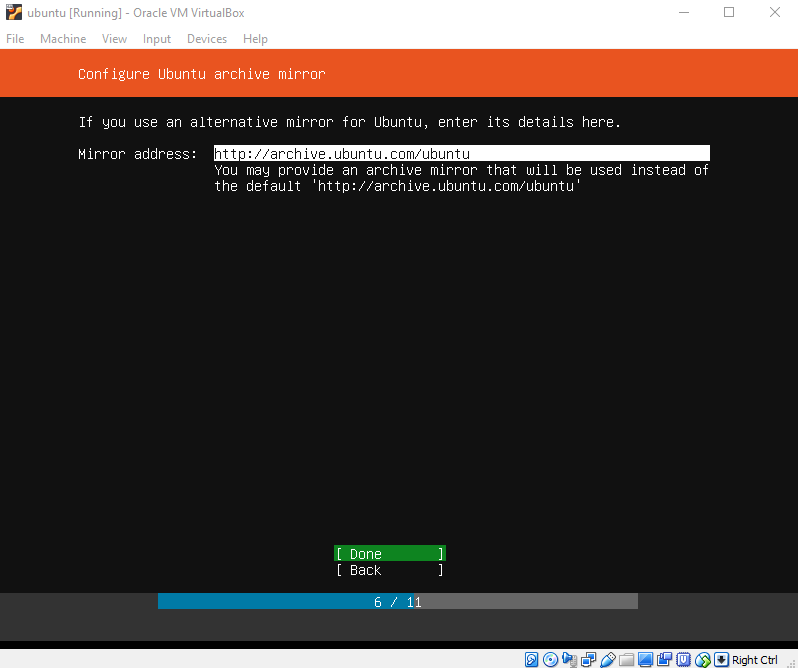 ubuntu [Running] - Oracle VM VirtualBox
File Machine View Input Devices Help
Configure Ubuntu archive mirror
If you use an alternative mirror for Ubuntu, enter its details here.
Mirror address: http://archive.ubuntu.com/ubuntu
You may provide an archive mirror that will be used instead of
the default 'http://archive.ubuntu.com/ubuntu'
[ Done ]
[ Back ]
6 / 11
Right Ctrl